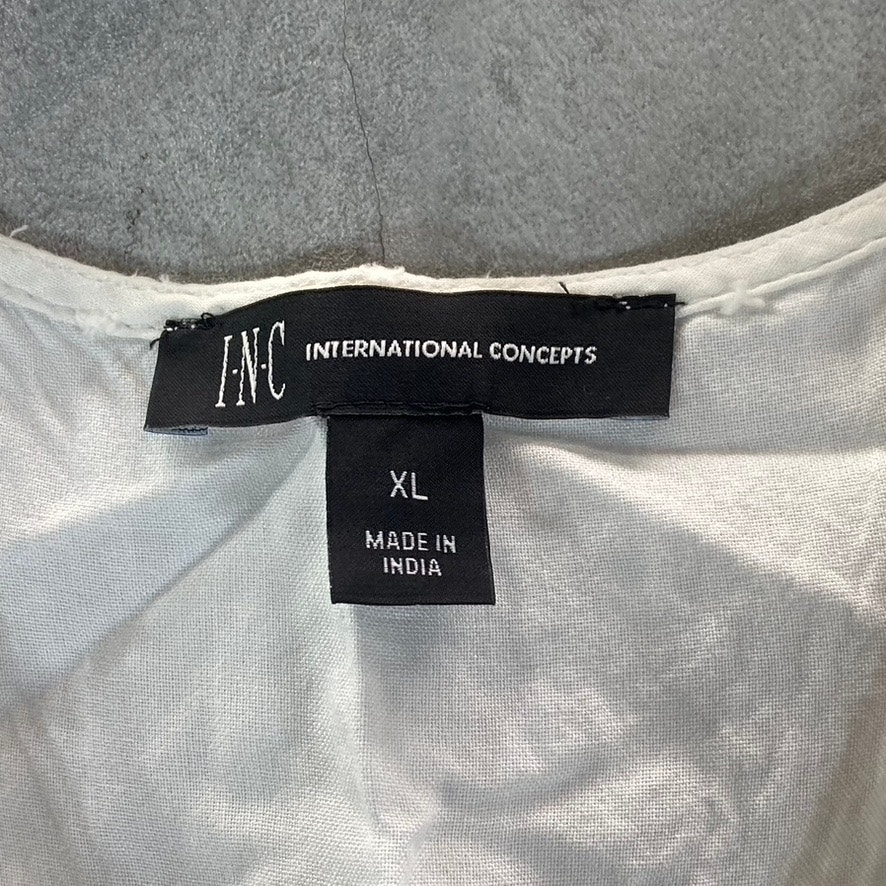 I·N·C INTERNATIONAL CONCEPTS
XL
MADE IN
INDIA